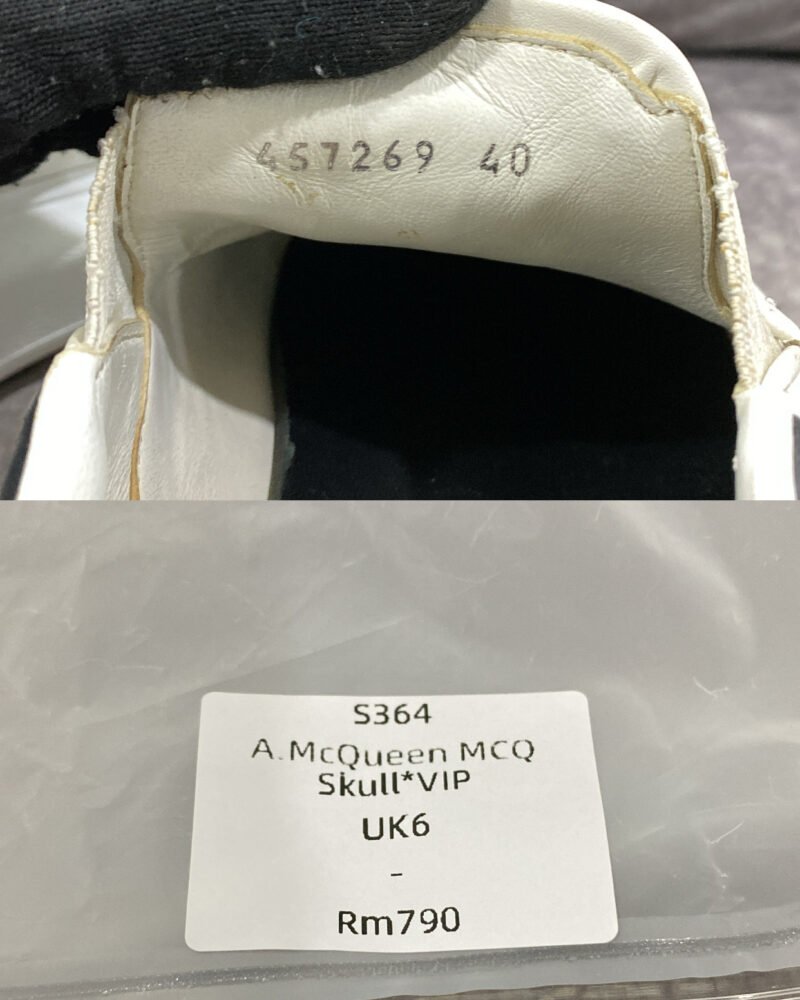 457269 40
S364
A.McQueen MCQ
Skull*VIP
UK6
-
Rm790